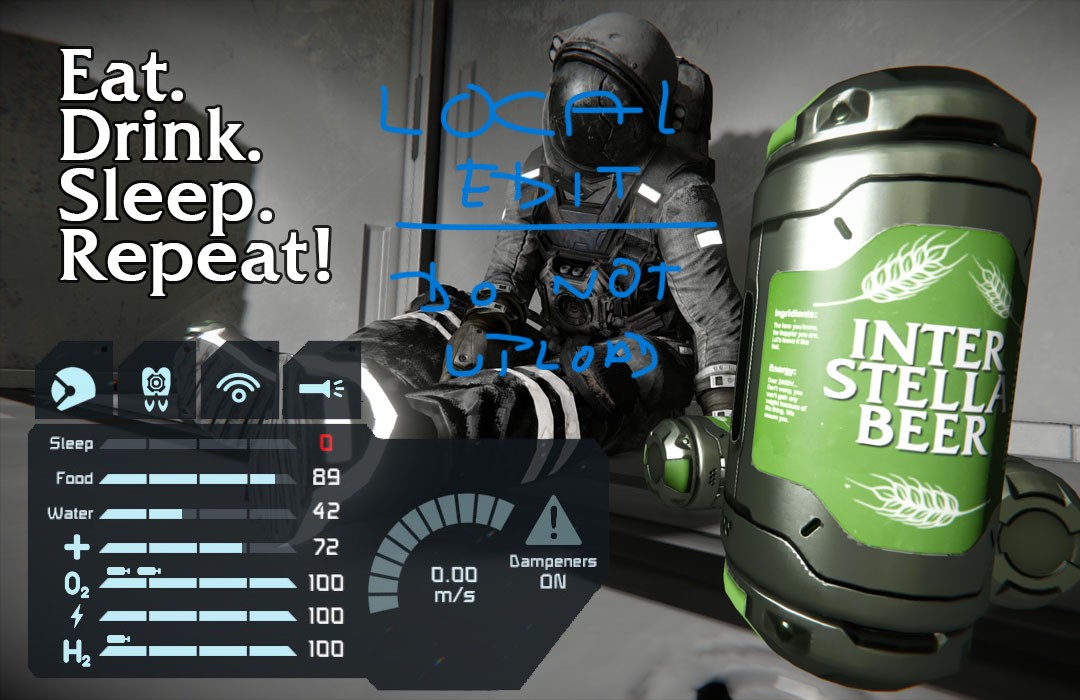 Eat.
Drink.
Sleep.
Repeat!
LOCAL
EDIT
DO NOT
UPLOAD
Ingridients:
Energy:
INTER
STELLA
BEER
Sleep 0
Food 89
Water 42
72
O2 100
100
H2 100
0.00
m/s
Dampeners
ON